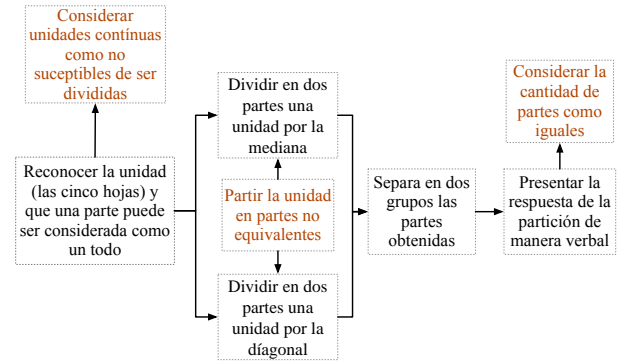 Considerar
unidades contínuas
como no
suceptibles de ser
divididas
Reconocer la unidad
(las cinco hojas) y
que una parte puede
ser considerada como
un todo
Dividir en dos
partes una
unidad por la
mediana
Partir la unidad
en partes no
equivalentes
Dividir en dos
partes una
unidad por la
díagonal
Separa en dos
grupos las
partes
obtenidas
Considerar la
cantidad de
partes como
iguales
Presentar la
respuesta de la
partición de
manera verbal